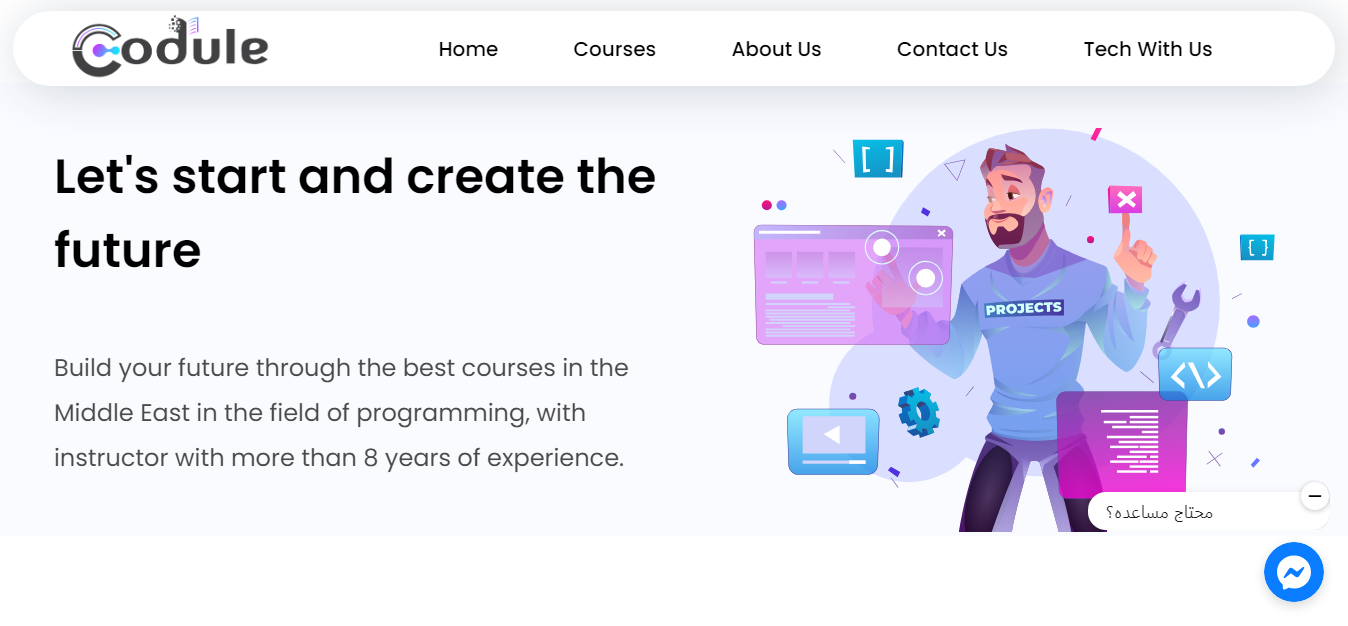 Codule
Home Courses About Us Contact Us Tech With Us
Let's start and create the
future
Build your future through the best courses in the
Middle East in the field of programming, with
instructor with more than 8 years of experience.
[ ]
{ }
PROJECTS
<\>
محتاج مساعده؟